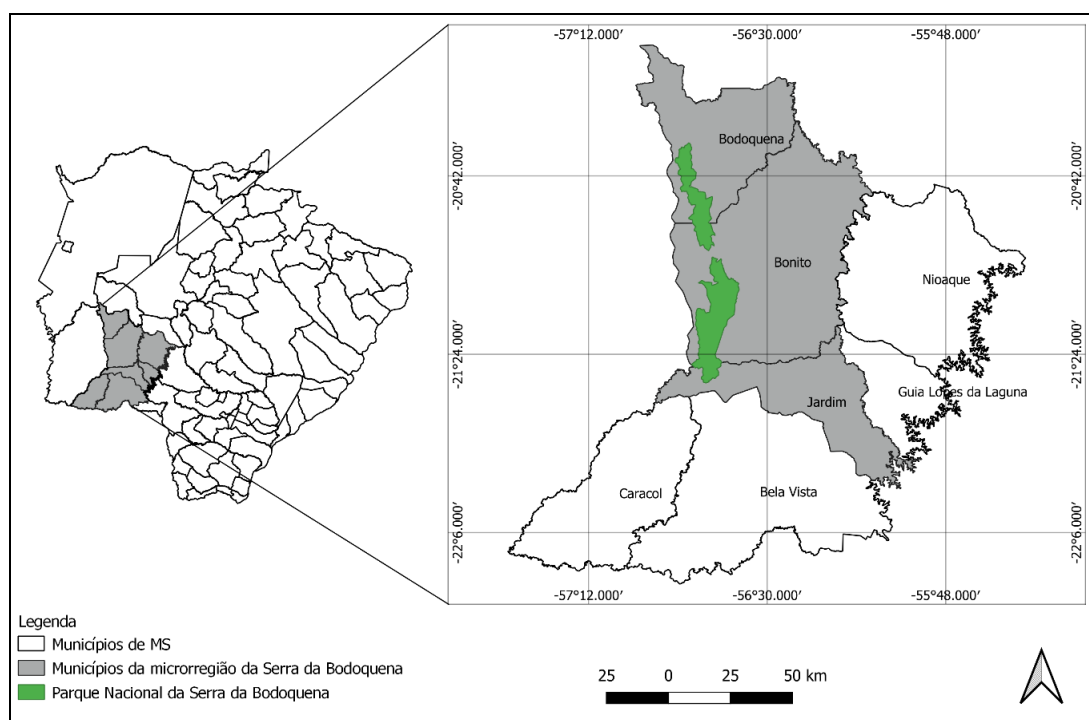 -57°12.000′ -56°30.000′ -55°48.000′
Bodoquena
-20°42.000′ -20°42.000′
Bonito
Nioaque
-21°24.000′ -21°24.000′
Guia Lopes da Laguna
Jardim
Caracol
Bela Vista
-22°6.000′ -22°6.000′
-57°12.000′ -56°30.000′ -55°48.000′
Legenda
Municípios de MS
Municípios da microrregião da Serra da Bodoquena
Parque Nacional da Serra da Bodoquena
25 0 25 50 km